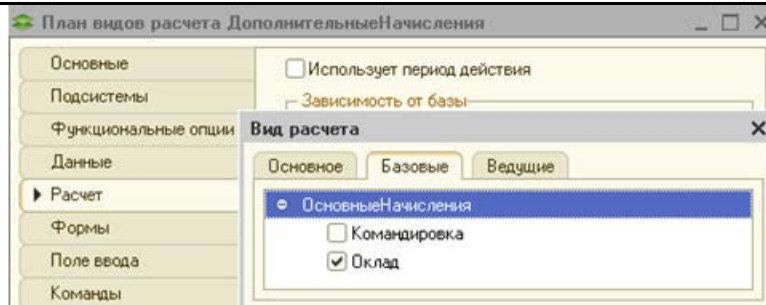 План видов расчета ДополнительныеНачисления
Основные
Подсистемы
Функциональные опции
Данные
Расчет
Формы
Поле ввода
Команды
Использует период действия
Зависимость от базы
Вид расчета
Основное Базовые Ведущие
ОсновныеНачисления
Командировка
Оклад